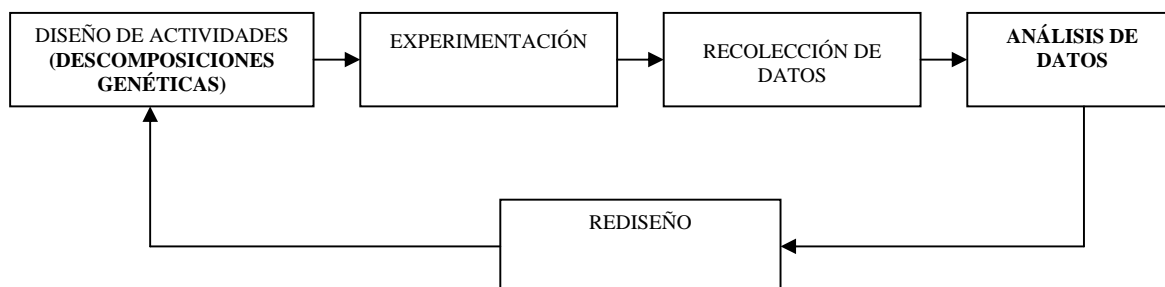 DISEÑO DE ACTIVIDADES
(DESCOMPOSICIONES
GENÉTICAS)
EXPERIMENTACIÓN
RECOLECCIÓN DE
DATOS
ANÁLISIS DE
DATOS
REDISEÑO